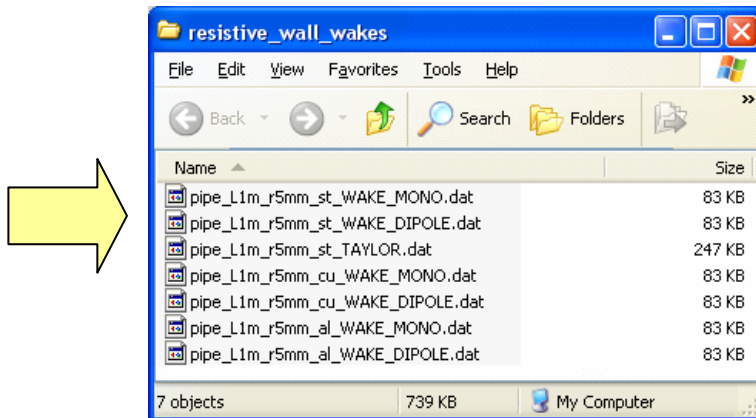 resistive_wall_wakes
File Edit View Favorites Tools Help
Back Search Folders »
Name Size
pipe_L1m_r5mm_st_WAKE_MONO.dat 83 KB
pipe_L1m_r5mm_st_WAKE_DIPOLE.dat 83 KB
pipe_L1m_r5mm_st_TAYLOR.dat 247 KB
pipe_L1m_r5mm_cu_WAKE_MONO.dat 83 KB
pipe_L1m_r5mm_cu_WAKE_DIPOLE.dat 83 KB
pipe_L1m_r5mm_al_WAKE_MONO.dat 83 KB
pipe_L1m_r5mm_al_WAKE_DIPOLE.dat 83 KB
7 objects 739 KB My Computer